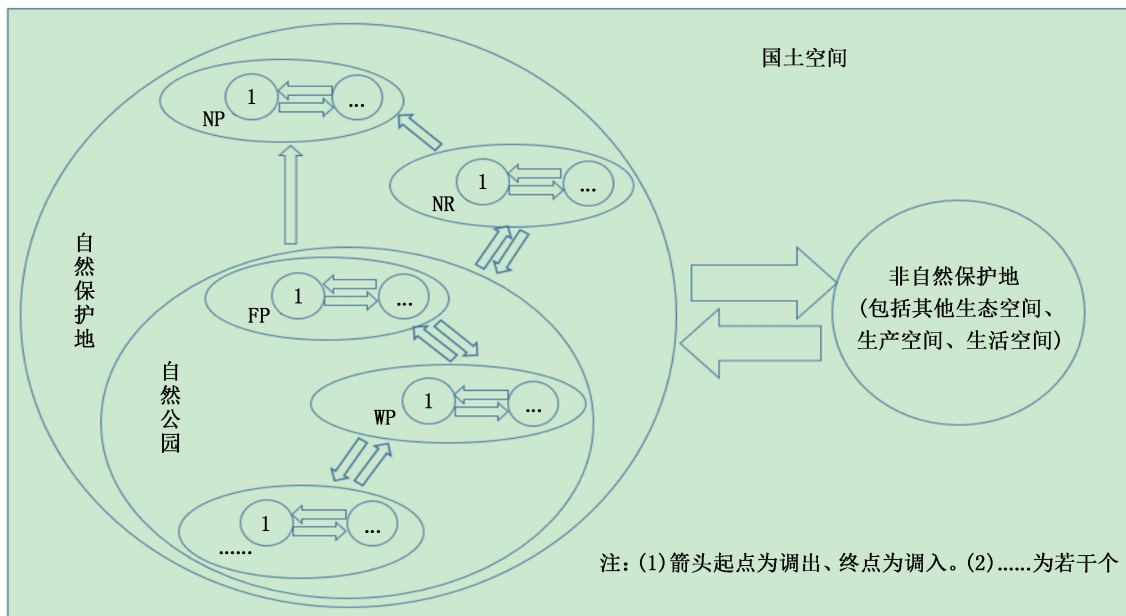 国土空间
1
...
NP
1
...
NR
自然保护地
1
...
FP
自然公园
1
...
WP
1
...
......
非自然保护地
(包括其他生态空间、
生产空间、生活空间)
注：(1)箭头起点为调出、终点为调入。(2)......为若干个